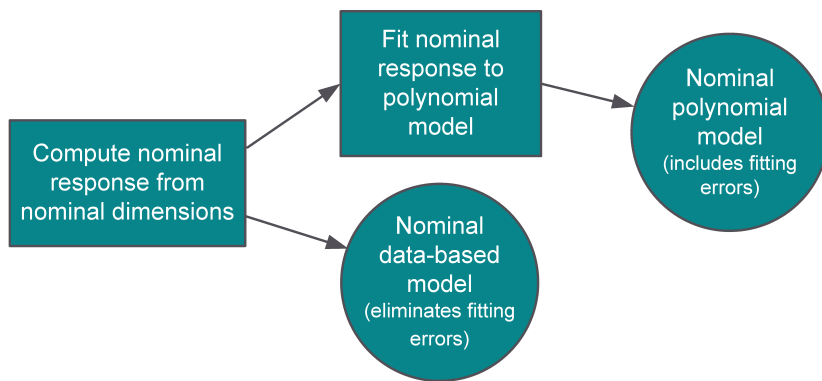 Compute nominal
response from
nominal dimensions
Fit nominal
response to
polynomial
model
Nominal
polynomial
model
(includes fitting
errors)
Nominal
data-based
model
(eliminates fitting
errors)